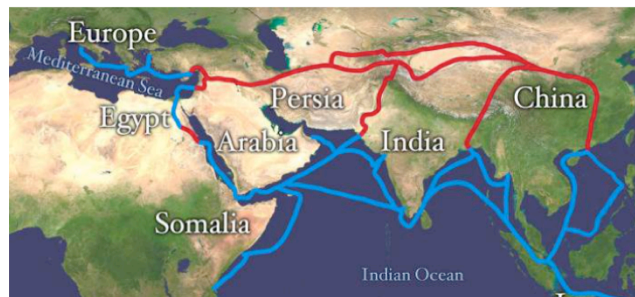 Europe
Mediterranean Sea
Egypt
Persia
Arabia
India
China
Somalia
Indian Ocean